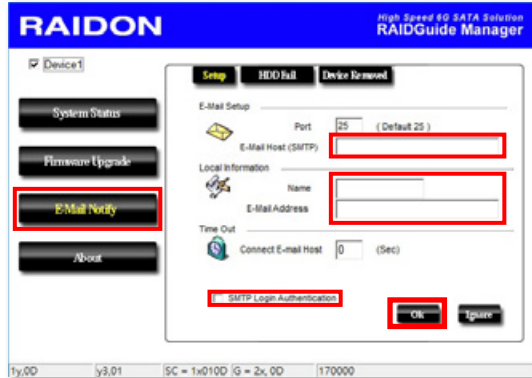 RAIDON
High Speed 6G SATA Solution
RAIDGuide Manager
Device1
Setup HDD Fail Device Removed
System Status
Firmware Upgrade
E-Mail Notify
About
E-Mail Setup
Port 25 ( Default 25 )
E-Mail Host (SMTP)
Local Information
Name
E-Mail Address
Time Out
Connect E-mail Host 0 (Sec)
SMTP Login Authentication
Ok Ignore
1y,0D y3,01 SC = 1x010D G = 2x, 0D 170000